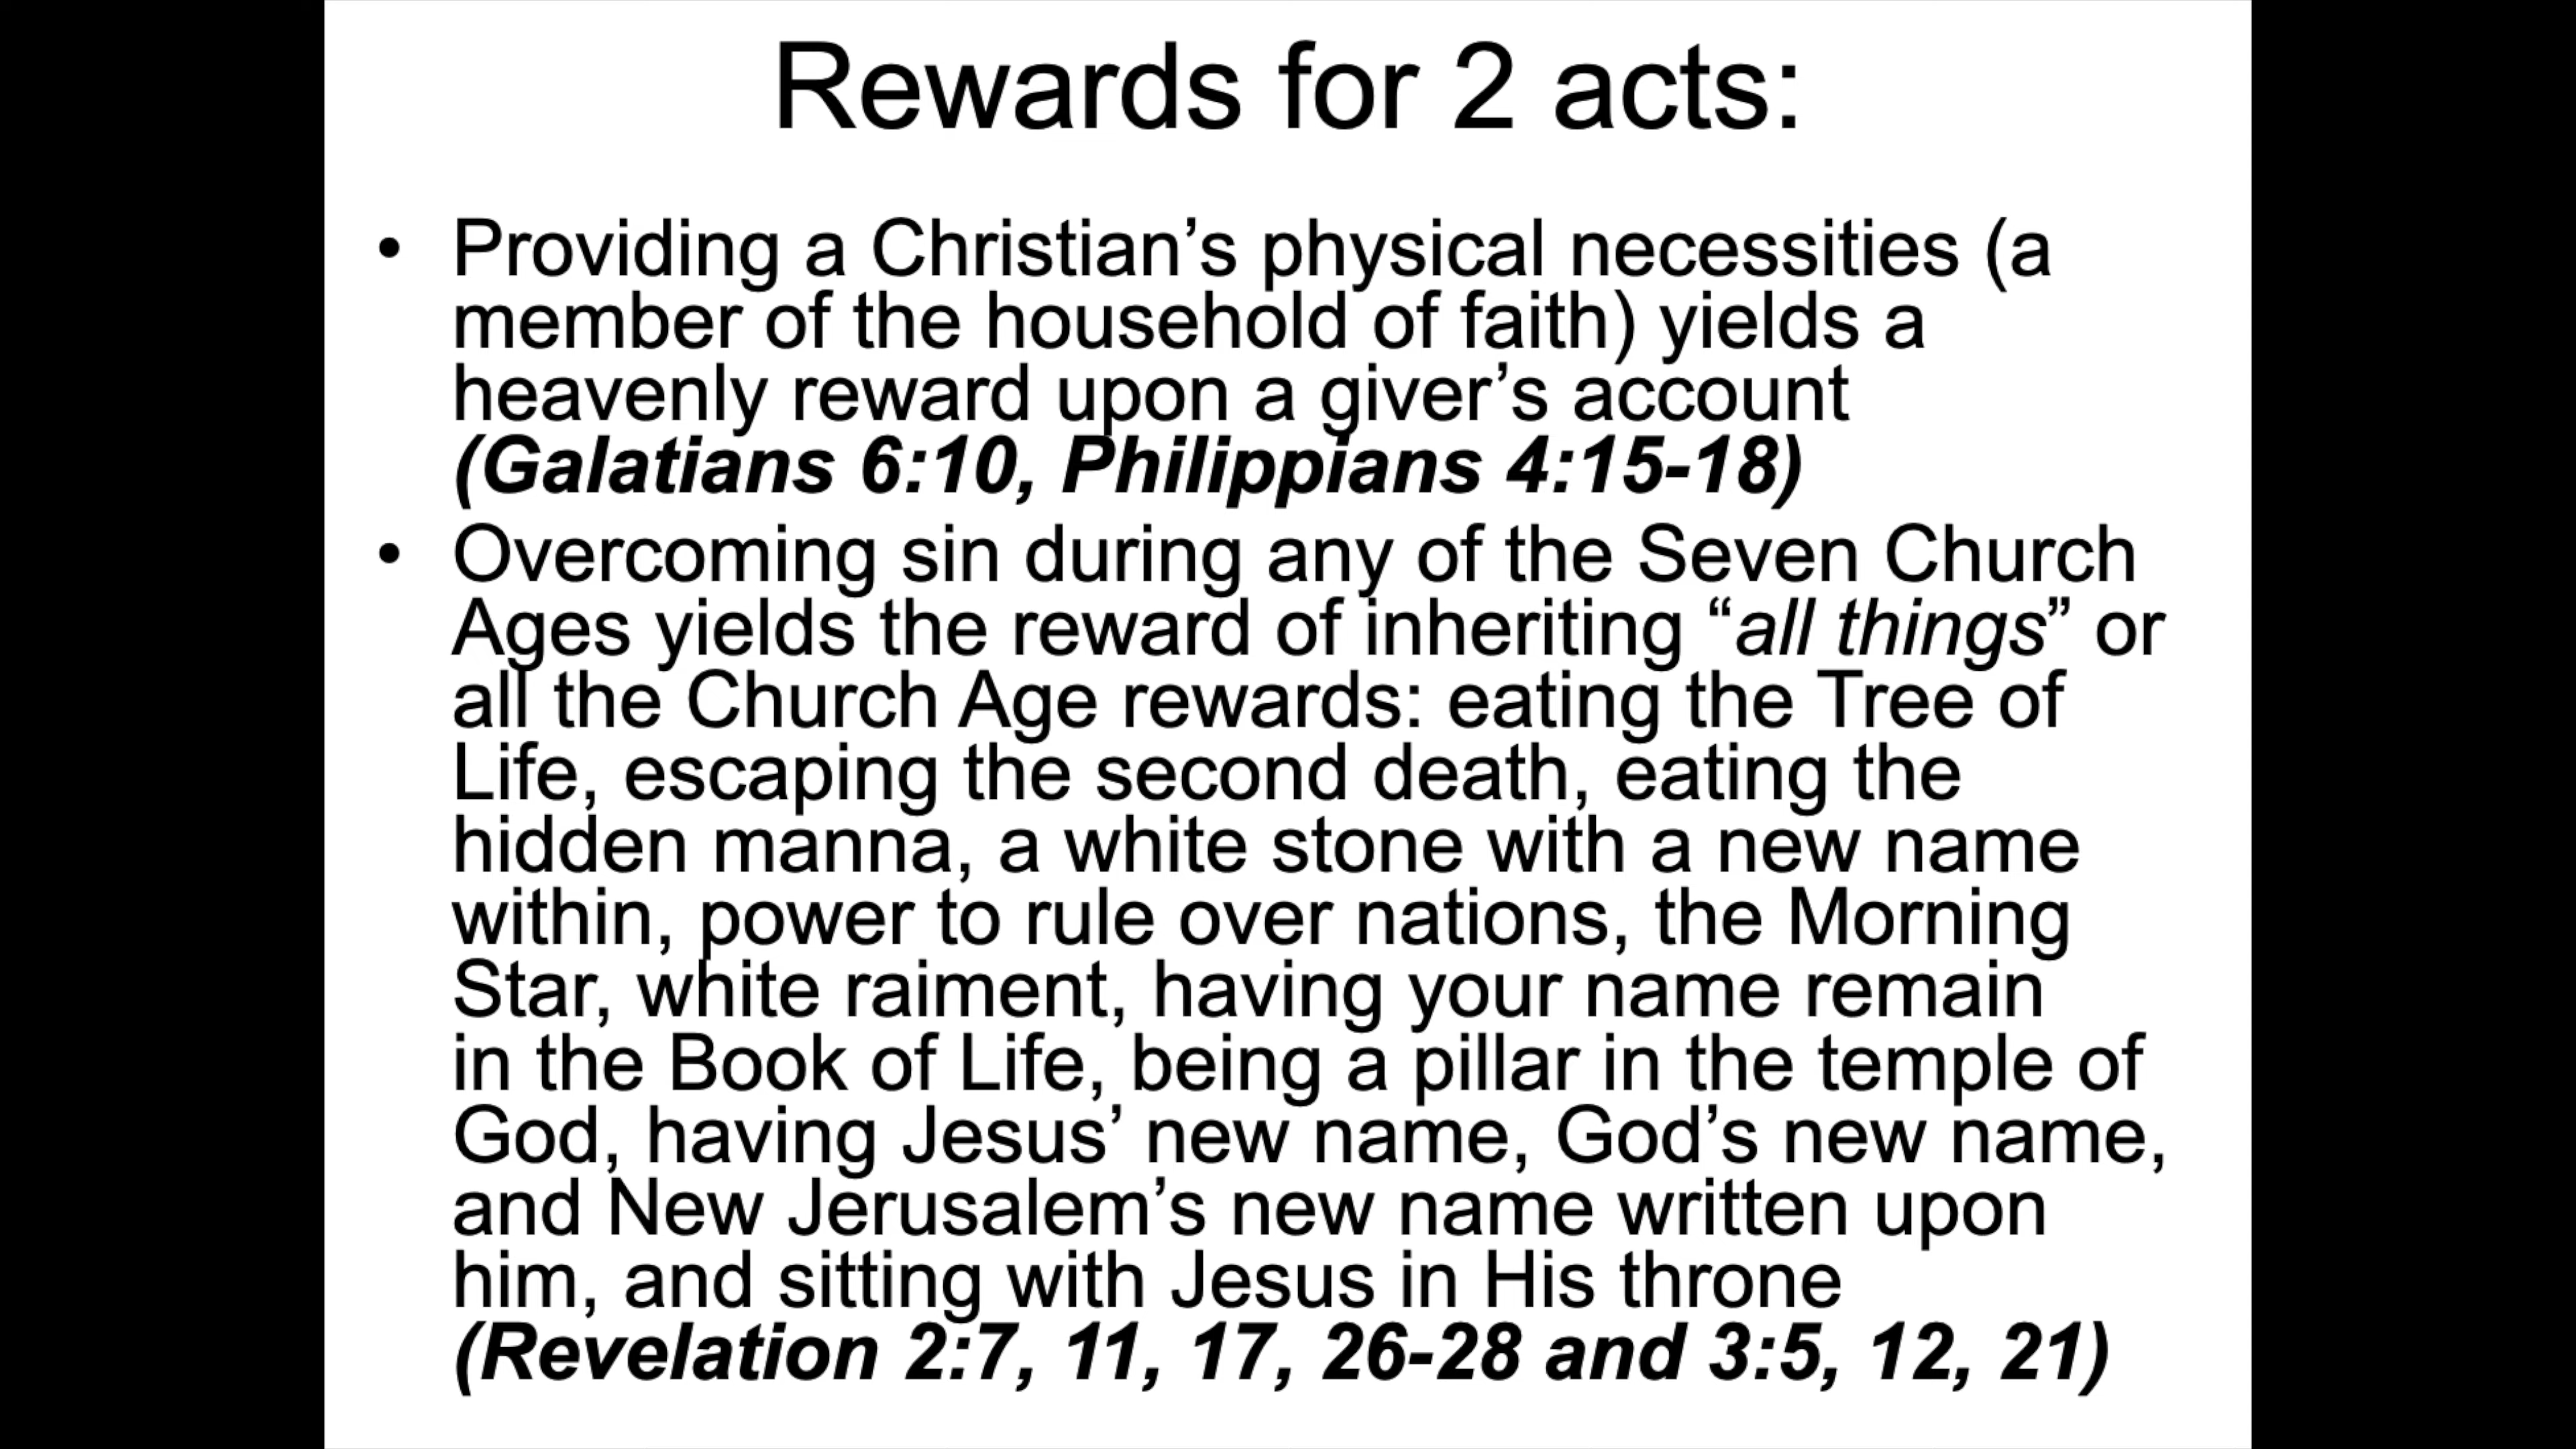 Rewards for 2 acts:
• Providing a Christian’s physical necessities (a
member of the household of faith) yields a
heavenly reward upon a giver’s account
(Galatians 6:10, Philippians 4:15-18)
• Overcoming sin during any of the Seven Church
Ages yields the reward of inheriting “all things” or
all the Church Age rewards: eating the Tree of
Life, escaping the second death, eating the
hidden manna, a white stone with a new name
within, power to rule over nations, the Morning
Star, white raiment, having your name remain
in the Book of Life, being a pillar in the temple of
God, having Jesus’ new name, God’s new name,
and New Jerusalem’s new name written upon
him, and sitting with Jesus in His throne
(Revelation 2:7, 11, 17, 26-28 and 3:5, 12, 21)